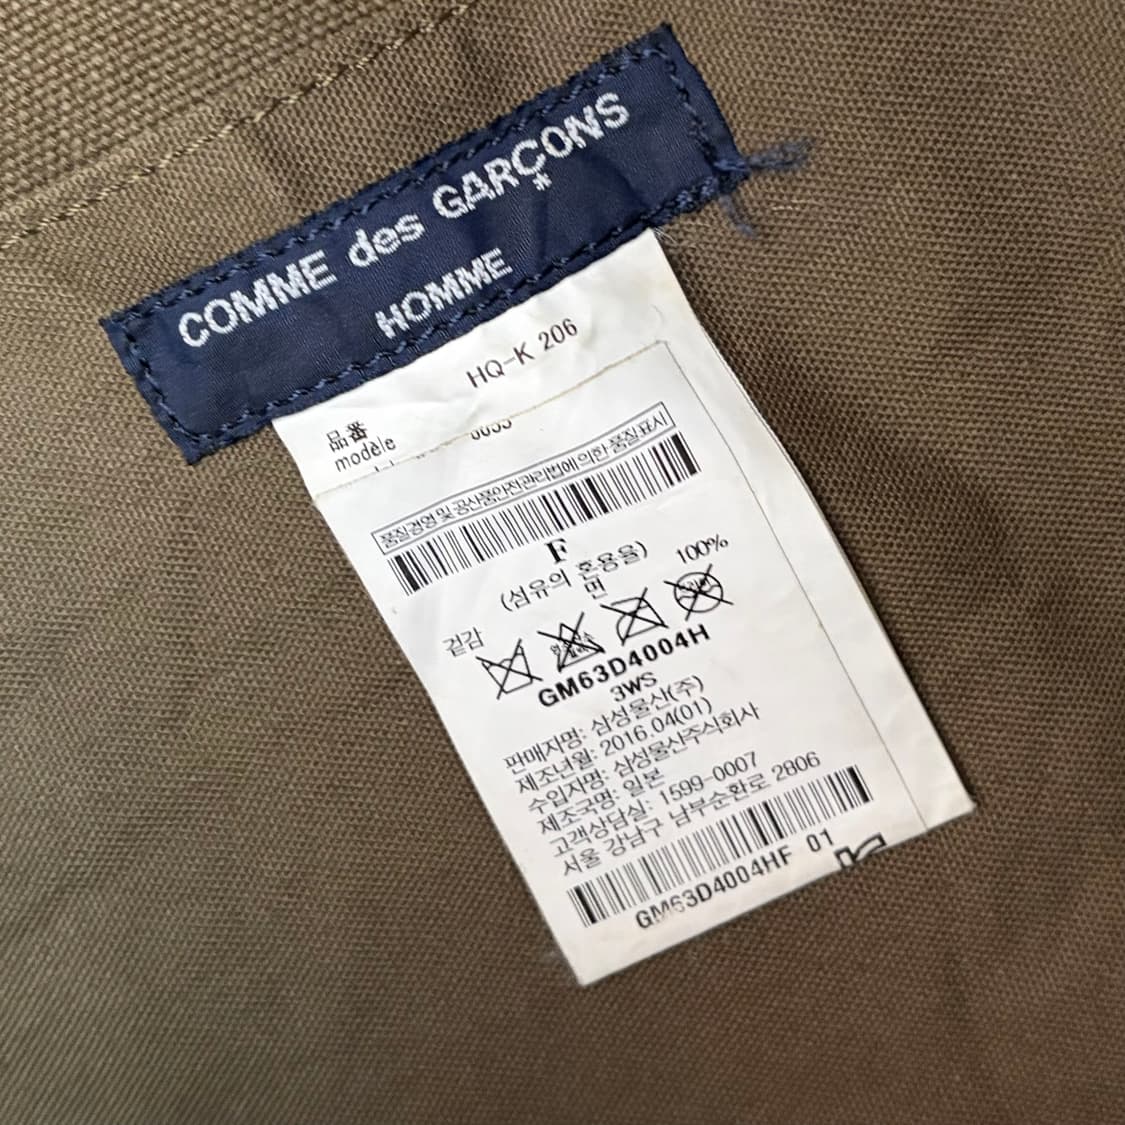 COMME des GARÇONS
HOMME
HQ-K 206
品番
modèle
품질경영 및 공산품안전관리법에 의한 품질표시
F
(섬유의 혼용율)
겉감 면 100%
GM63D4004H
3WS
판매자명: 삼성물산(주)
제조년월: 2016.04(01)
수입자명: 삼성물산주식회사
제조국명: 일본
고객상담실: 1599-0007
서울 강남구 남부순환로 2806
GM63D4004HF 01